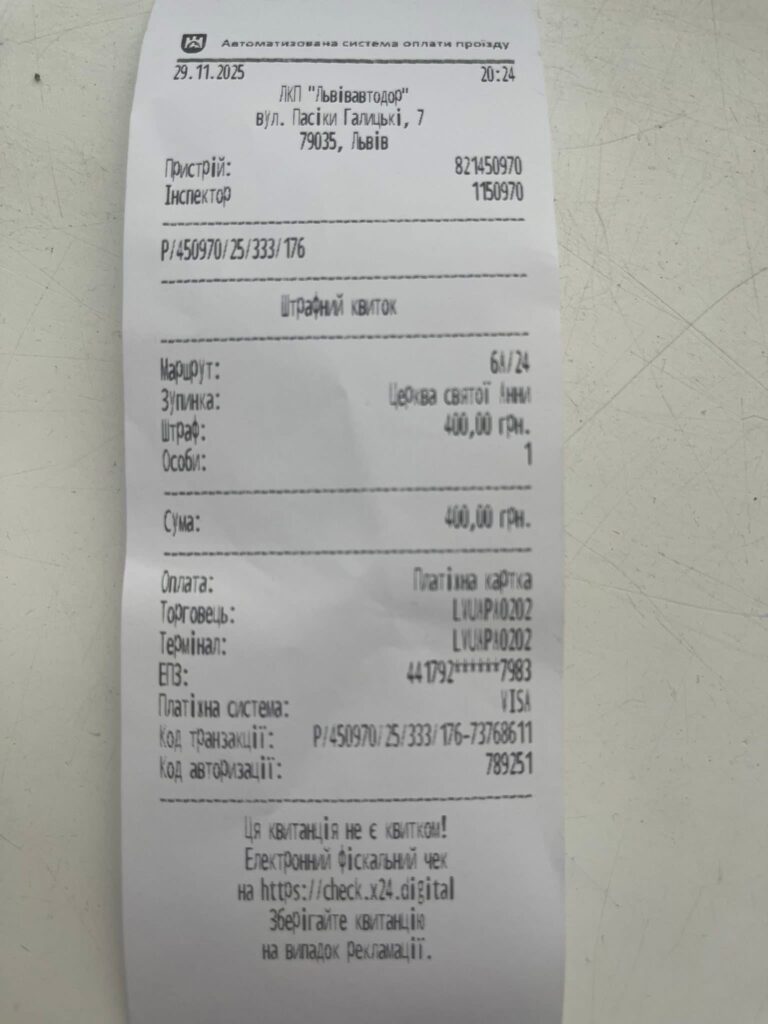 Автоматизована система оплати проїзду
29.11.2025 20:24
ЛКП "Львівавтодор"
вул. Пасіки Галицькі, 7
79035, Львів
Пристрій: 821450970
Інспектор 1150970
P/450970/25/333/176
Штрафний квиток
Маршрут: 6А/24
Зупинка: Церква святої Анни
Штраф: 400,00 грн.
Особи: 1
Сума: 400,00 грн.
Оплата: Платіжна картка
Торговець: LVUAPA0202
Термінал: LVUAPA0202
ЕПЗ: 441792******7983
Платіжна система: VISA
Код транзакції: P/450970/25/333/176-73768611
Код авторизації: 789251
Ця квитанція не є квитком!
Електронний фіскальний чек
на https://check.x24.digital
Зберігайте квитанцію
на випадок рекламації.